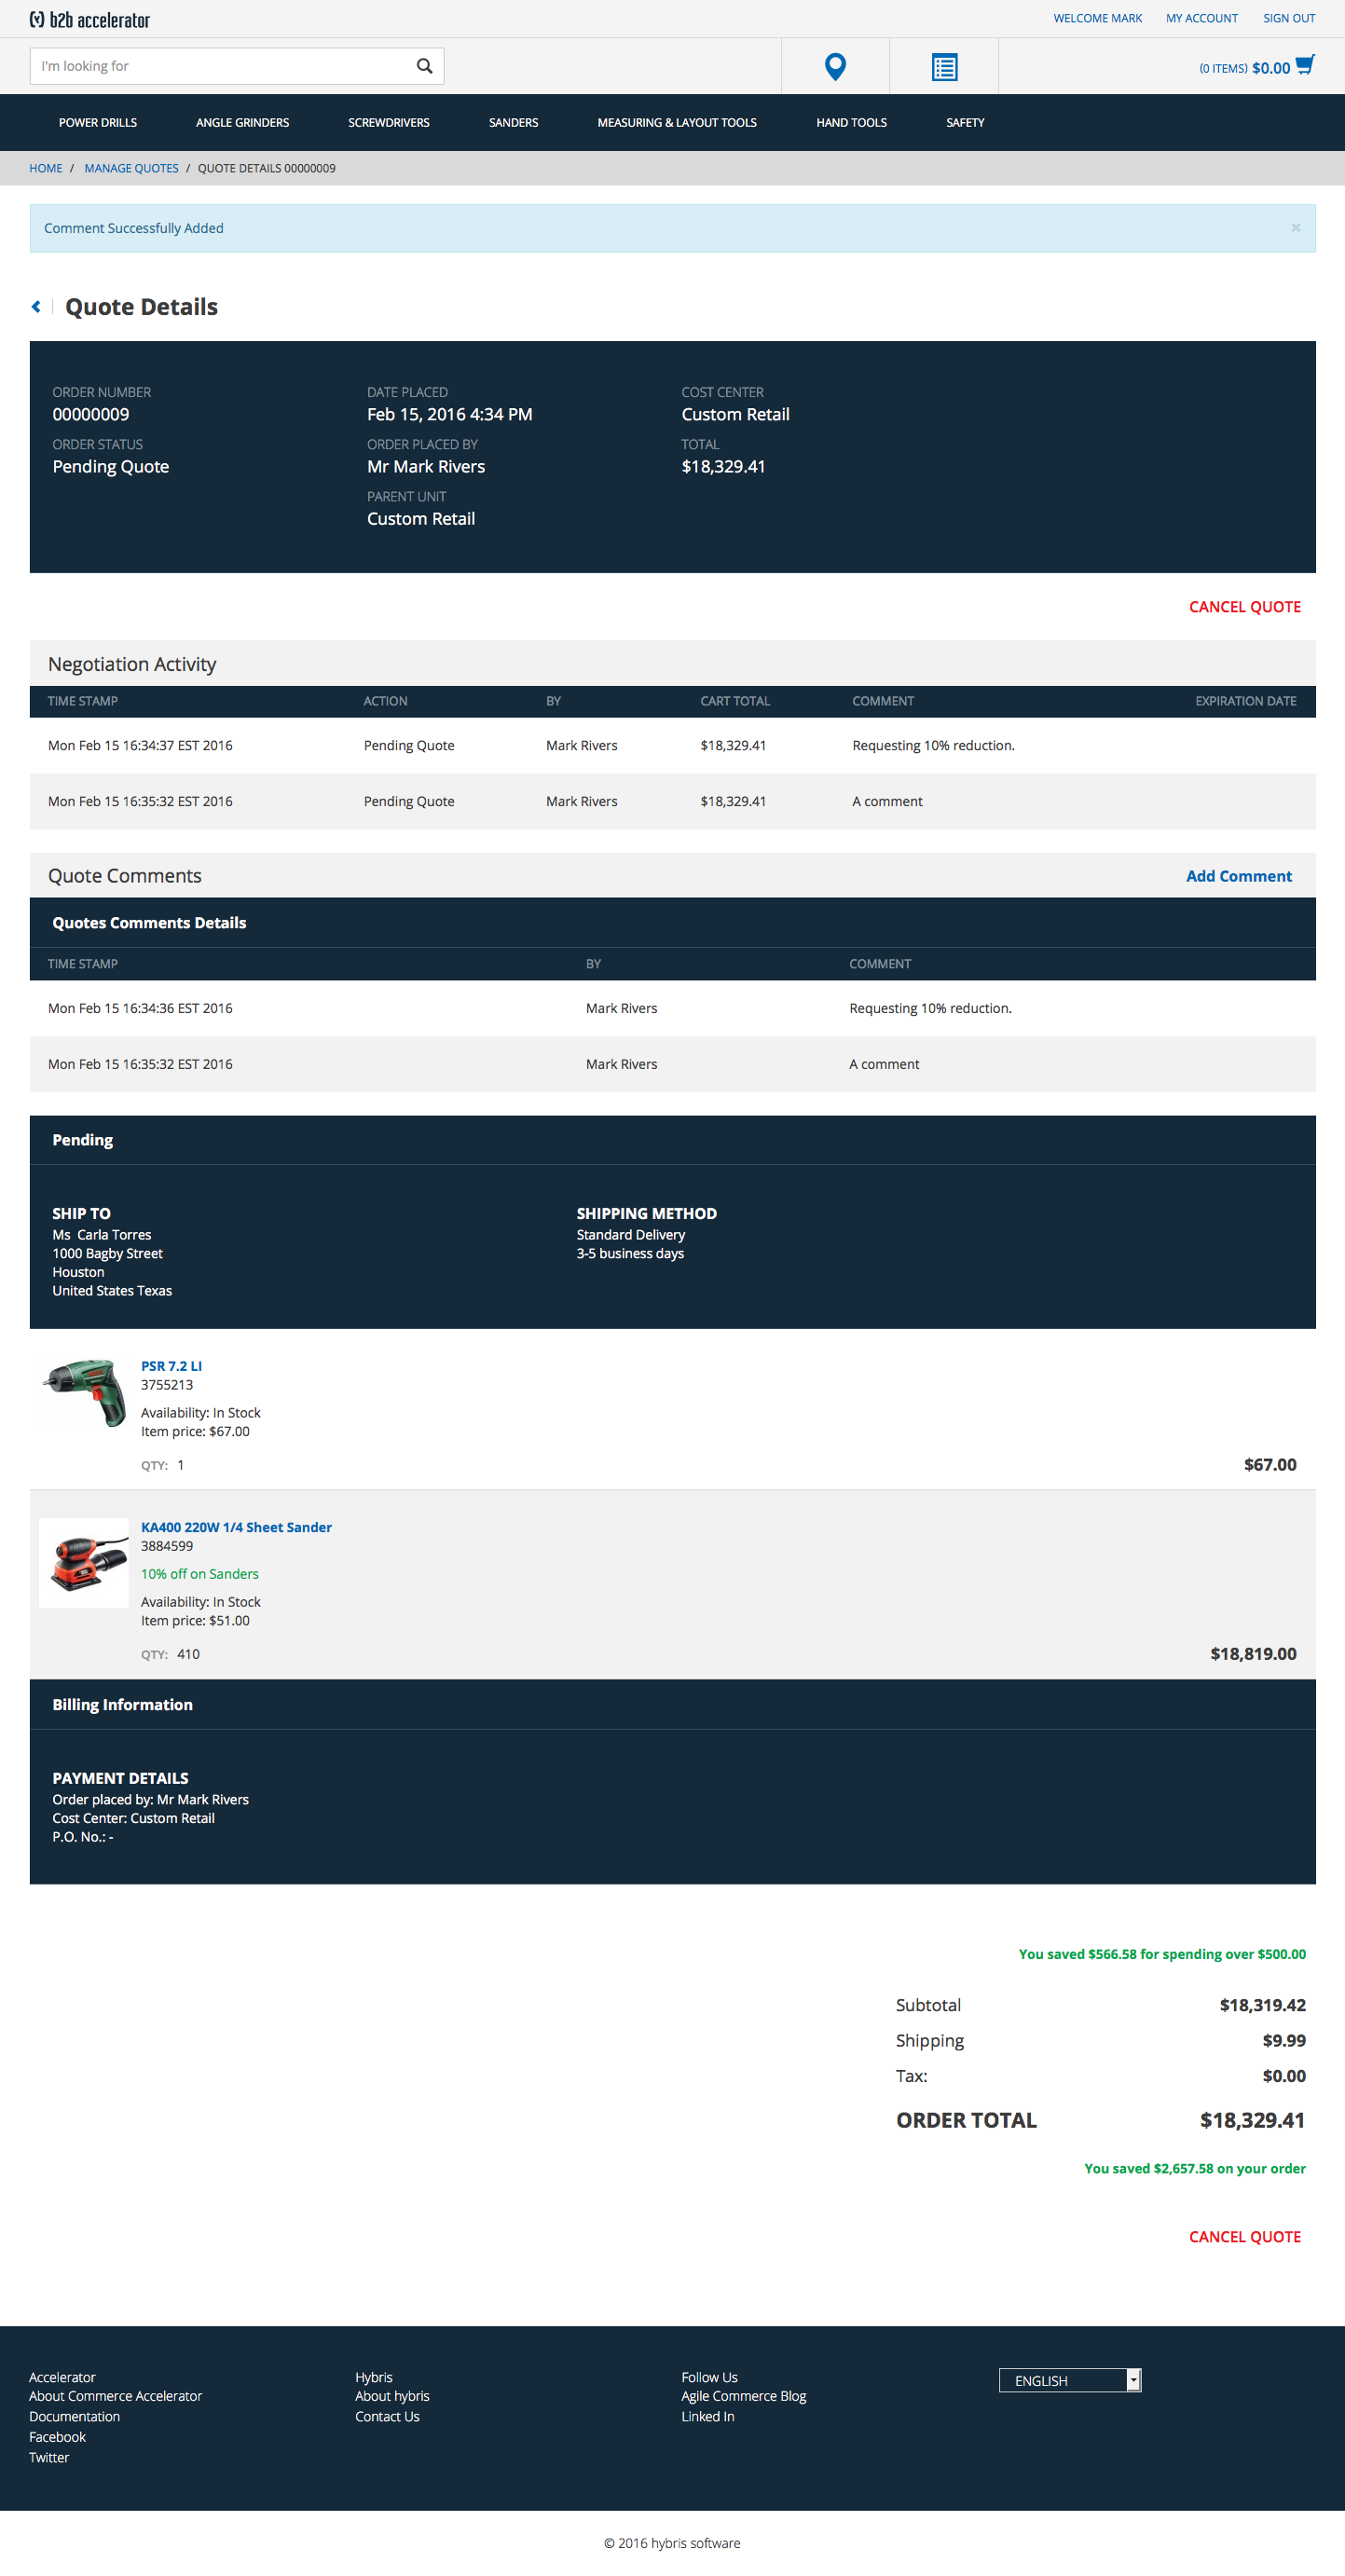 (v) b2b accelerator
WELCOME MARK MY ACCOUNT SIGN OUT
I'm looking for
(0 ITEMS) $0.00
POWER DRILLS ANGLE GRINDERS SCREWDRIVERS SANDERS MEASURING & LAYOUT TOOLS HAND TOOLS SAFETY
HOME / MANAGE QUOTES / QUOTE DETAILS 00000009
Comment Successfully Added ×
Quote Details
ORDER NUMBER DATE PLACED COST CENTER
00000009 Feb 15, 2016 4:34 PM Custom Retail
ORDER STATUS ORDER PLACED BY TOTAL
Pending Quote Mr Mark Rivers $18,329.41
PARENT UNIT
Custom Retail
CANCEL QUOTE
Negotiation Activity
TIME STAMP ACTION BY CART TOTAL COMMENT EXPIRATION DATE
Mon Feb 15 16:34:37 EST 2016 Pending Quote Mark Rivers $18,329.41 Requesting 10% reduction.
Mon Feb 15 16:35:32 EST 2016 Pending Quote Mark Rivers $18,329.41 A comment
Quote Comments Add Comment
Quotes Comments Details
TIME STAMP BY COMMENT
Mon Feb 15 16:34:36 EST 2016 Mark Rivers Requesting 10% reduction.
Mon Feb 15 16:35:32 EST 2016 Mark Rivers A comment
Pending
SHIP TO SHIPPING METHOD
Ms Carla Torres Standard Delivery
1000 Bagby Street 3-5 business days
Houston
United States Texas
PSR 7.2 LI
3755213
Availability: In Stock
Item price: $67.00
QTY: 1 $67.00
KA400 220W 1/4 Sheet Sander
3884599
10% off on Sanders
Availability: In Stock
Item price: $51.00
QTY: 410 $18,819.00
Billing Information
PAYMENT DETAILS
Order placed by: Mr Mark Rivers
Cost Center: Custom Retail
P.O. No.: -
You saved $566.58 for spending over $500.00
Subtotal $18,319.42
Shipping $9.99
Tax: $0.00
ORDER TOTAL $18,329.41
You saved $2,657.58 on your order
CANCEL QUOTE
Accelerator Hybris Follow Us ENGLISH
About Commerce Accelerator About hybris Agile Commerce Blog
Documentation Contact Us Linked In
Facebook
Twitter
© 2016 hybris software